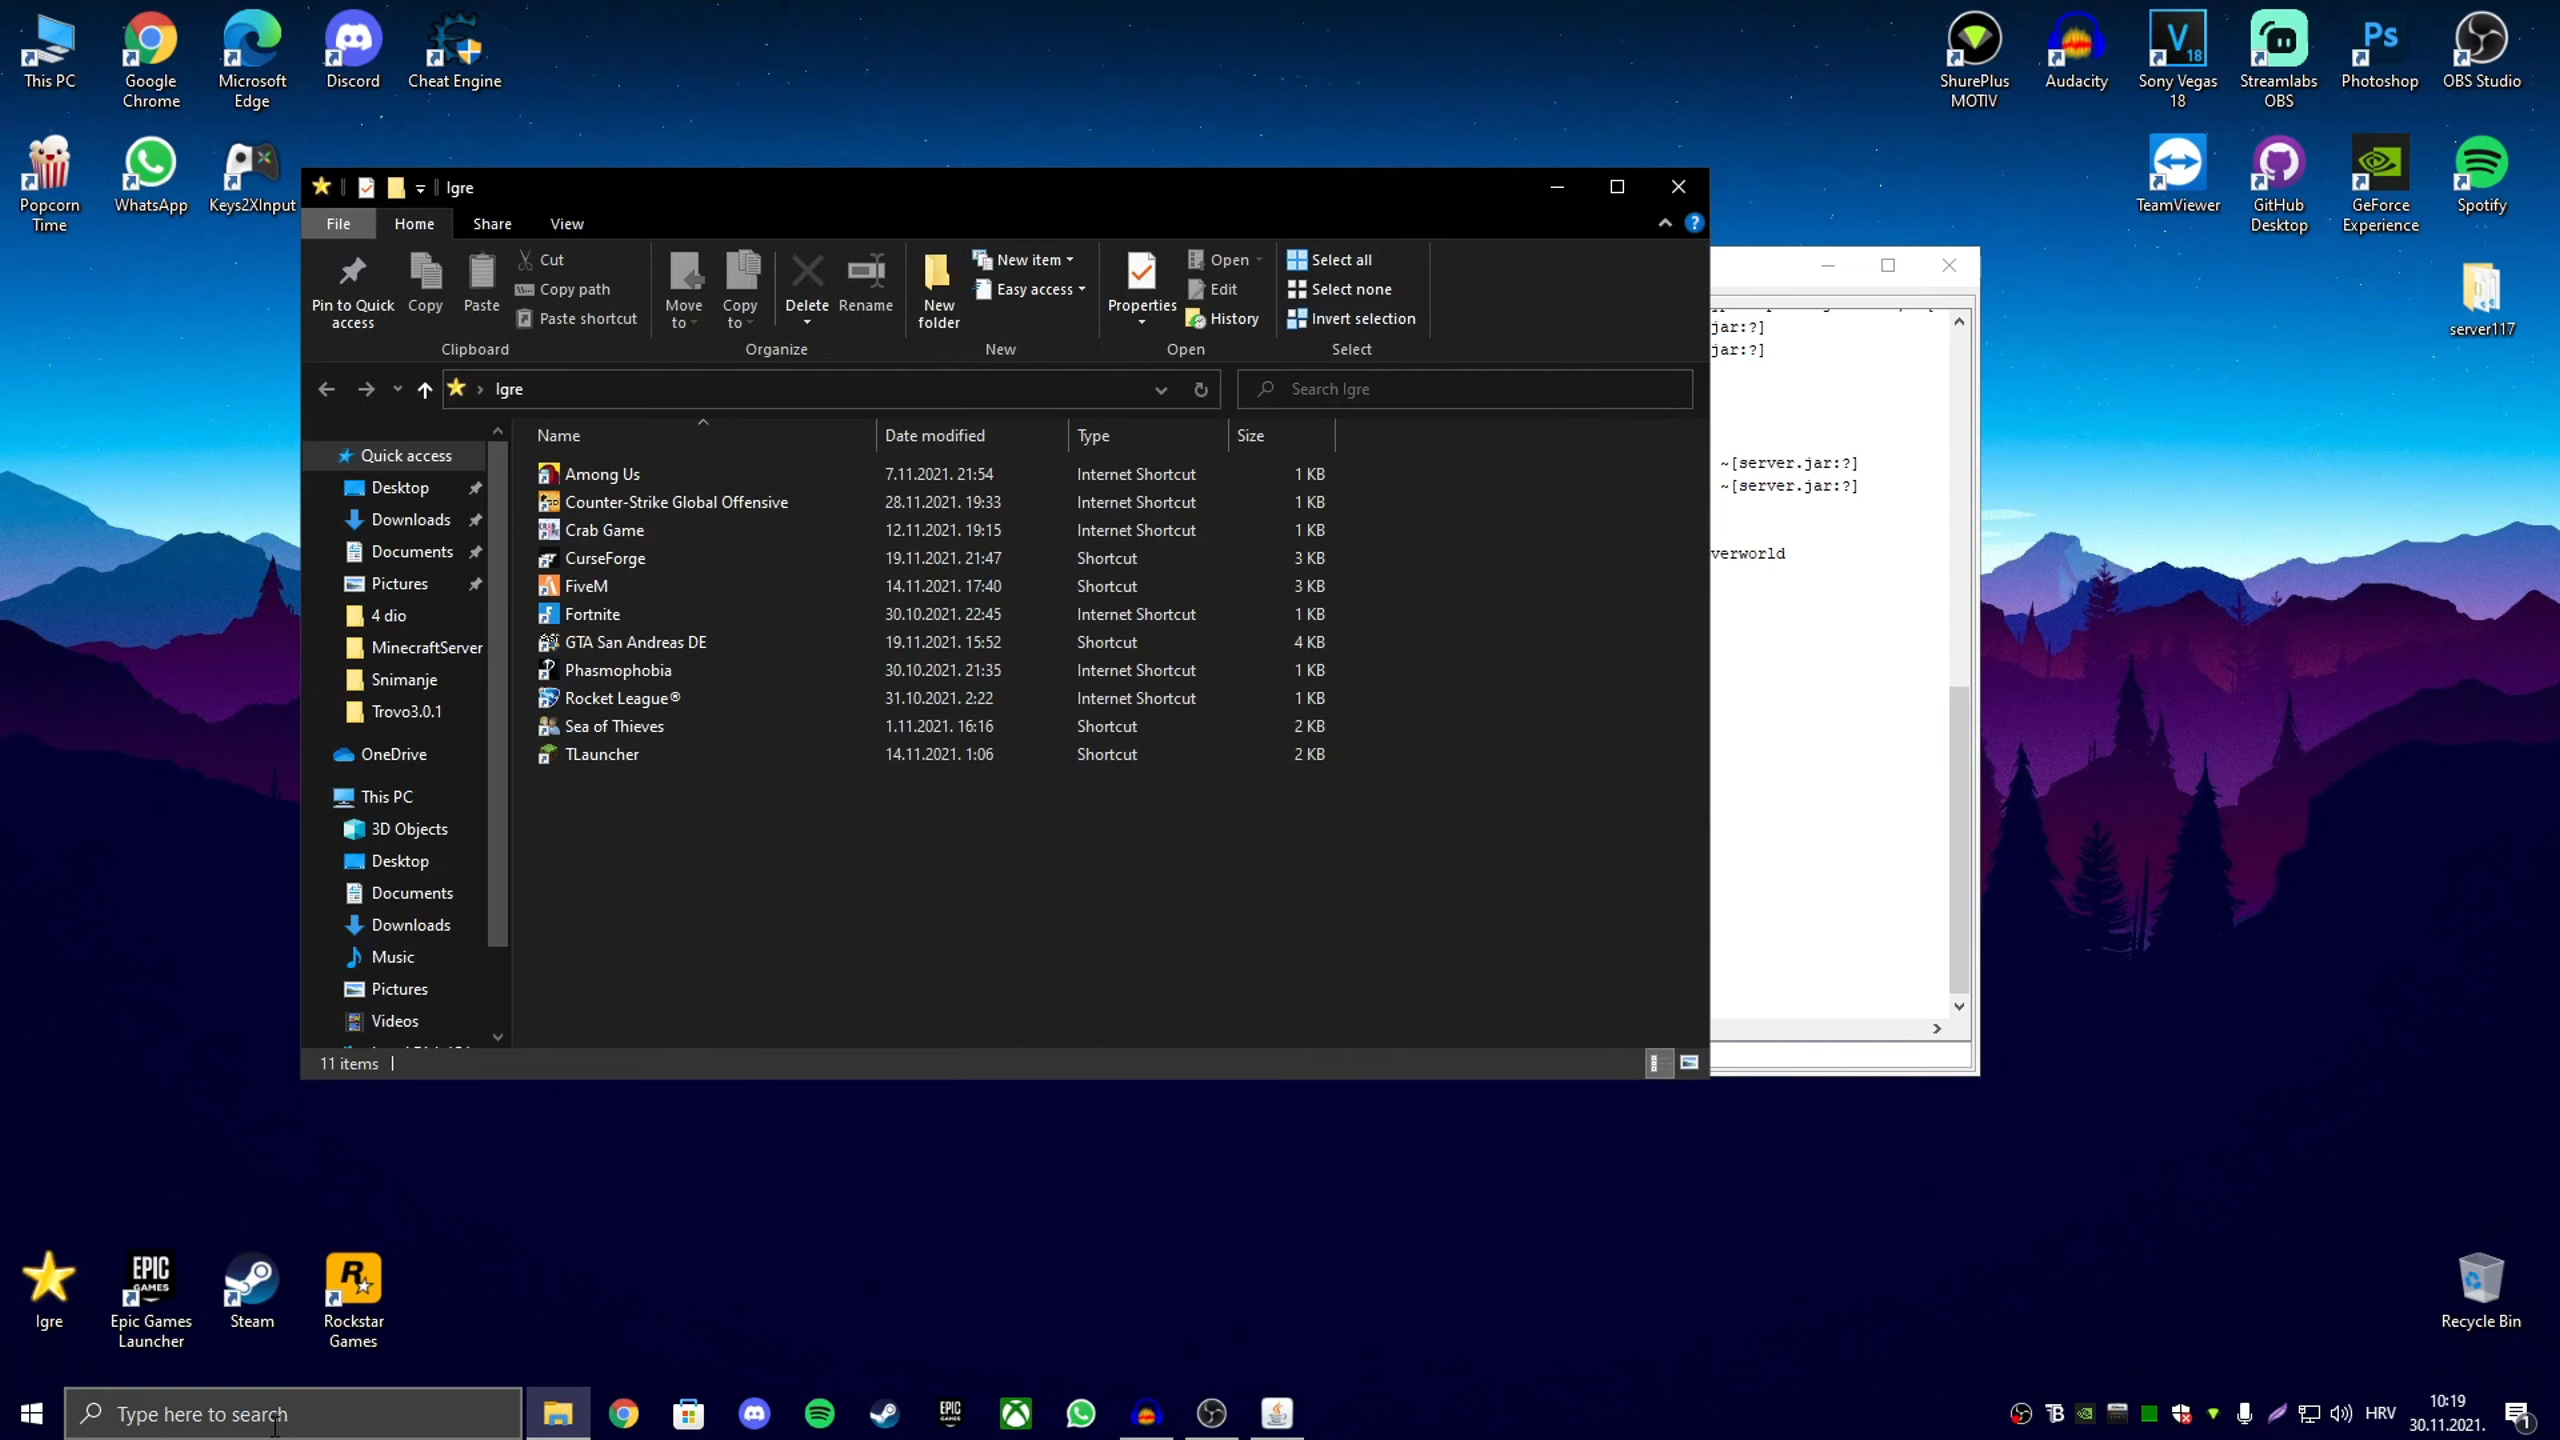 This PC
Google
Chrome
Microsoft
Edge
Discord
Cheat Engine
ShurePlus
MOTIV
Audacity
Sony Vegas
18
Streamlabs
OBS
Photoshop
OBS Studio
Popcorn
Time
WhatsApp
Keys2XInput
TeamViewer
GitHub
Desktop
GeForce
Experience
Spotify
server117
Igre
File
Home
Share
View
Pin to Quick
access
Copy
Paste
Cut
Copy path
Paste shortcut
Clipboard
Move
to
Copy
to
Delete
Rename
Organize
New
folder
New item
Easy access
New
Properties
Open
Edit
History
Open
Select all
Select none
Invert selection
Select
Igre
Search Igre
Quick access
Desktop
Downloads
Documents
Pictures
4 dio
MinecraftServer
Snimanje
Trovo3.0.1
OneDrive
This PC
3D Objects
Desktop
Documents
Downloads
Music
Pictures
Videos
Name Date modified Type Size
Among Us 7.11.2021. 21:54 Internet Shortcut 1 KB
Counter-Strike Global Offensive 28.11.2021. 19:33 Internet Shortcut 1 KB
Crab Game 12.11.2021. 19:15 Internet Shortcut 1 KB
CurseForge 19.11.2021. 21:47 Shortcut 3 KB
FiveM 14.11.2021. 17:40 Shortcut 3 KB
Fortnite 30.10.2021. 22:45 Internet Shortcut 1 KB
GTA San Andreas DE 19.11.2021. 15:52 Shortcut 4 KB
Phasmophobia 30.10.2021. 21:35 Internet Shortcut 1 KB
Rocket League® 31.10.2021. 2:22 Internet Shortcut 1 KB
Sea of Thieves 1.11.2021. 16:16 Shortcut 2 KB
TLauncher 14.11.2021. 1:06 Shortcut 2 KB
11 items
jar:?]
jar:?]
~[server.jar:?]
~[server.jar:?]
verworld
Igre
EPIC
GAMES
Epic Games
Launcher
Steam
Rockstar
Games
Recycle Bin
Type here to search
HRV
10:19
30.11.2021.
1